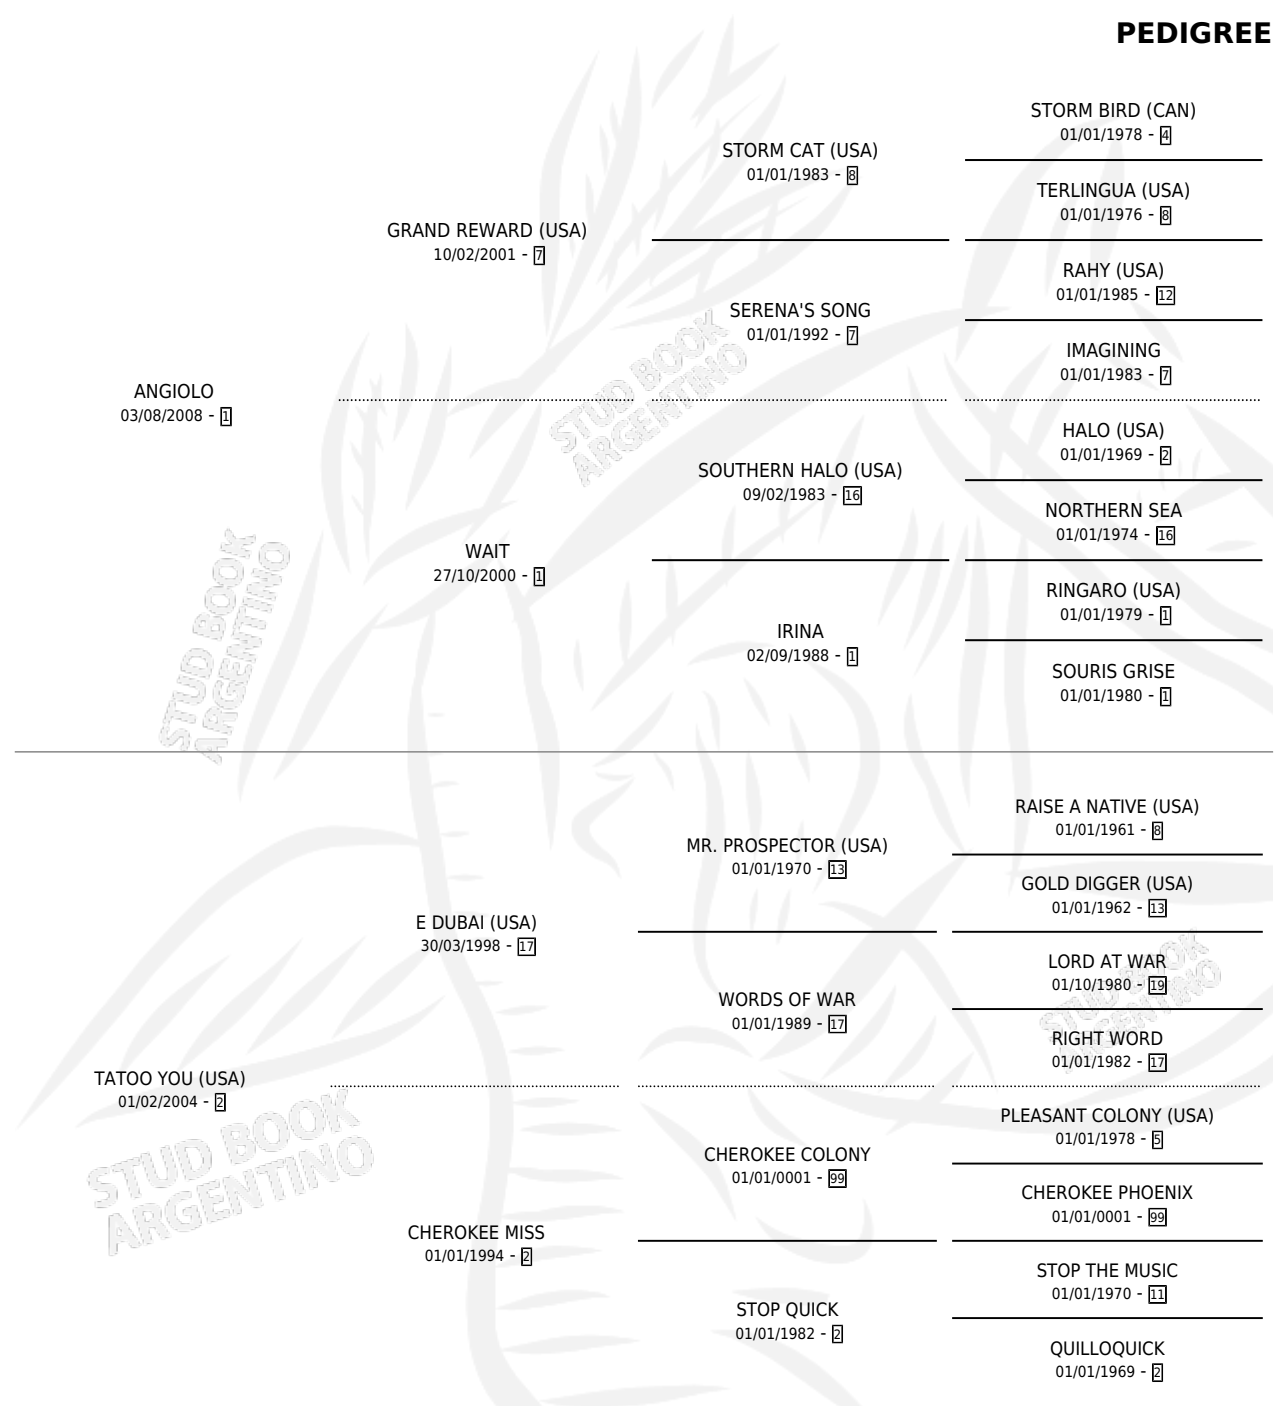 PEDIGREE
STORM BIRD (CAN)
01/01/1978 - 4
STORM CAT (USA)
01/01/1983 - 8
TERLINGUA (USA)
01/01/1976 - 8
GRAND REWARD (USA)
10/02/2001 - 7
RAHY (USA)
01/01/1985 - 12
SERENA'S SONG
01/01/1992 - 7
IMAGINING
01/01/1983 - 7
ANGIOLO
03/08/2008 - 1
HALO (USA)
01/01/1969 - 2
SOUTHERN HALO (USA)
09/02/1983 - 16
NORTHERN SEA
01/01/1974 - 16
WAIT
27/10/2000 - 1
RINGARO (USA)
01/01/1979 - 1
IRINA
02/09/1988 - 1
SOURIS GRISE
01/01/1980 - 1
RAISE A NATIVE (USA)
01/01/1961 - 8
MR. PROSPECTOR (USA)
01/01/1970 - 13
GOLD DIGGER (USA)
01/01/1962 - 13
E DUBAI (USA)
30/03/1998 - 17
LORD AT WAR
01/10/1980 - 19
WORDS OF WAR
01/01/1989 - 17
RIGHT WORD
01/01/1982 - 17
TATOO YOU (USA)
01/02/2004 - 2
PLEASANT COLONY (USA)
01/01/1978 - 5
CHEROKEE COLONY
01/01/0001 - 99
CHEROKEE PHOENIX
01/01/0001 - 99
CHEROKEE MISS
01/01/1994 - 2
STOP THE MUSIC
01/01/1970 - 11
STOP QUICK
01/01/1982 - 2
QUILLOQUICK
01/01/1969 - 2
STUD BOOK
ARGENTINO
STUD BOOK
ARGENTINO
STUD BOOK
ARGENTINO
STUD BOOK
ARGENTINO